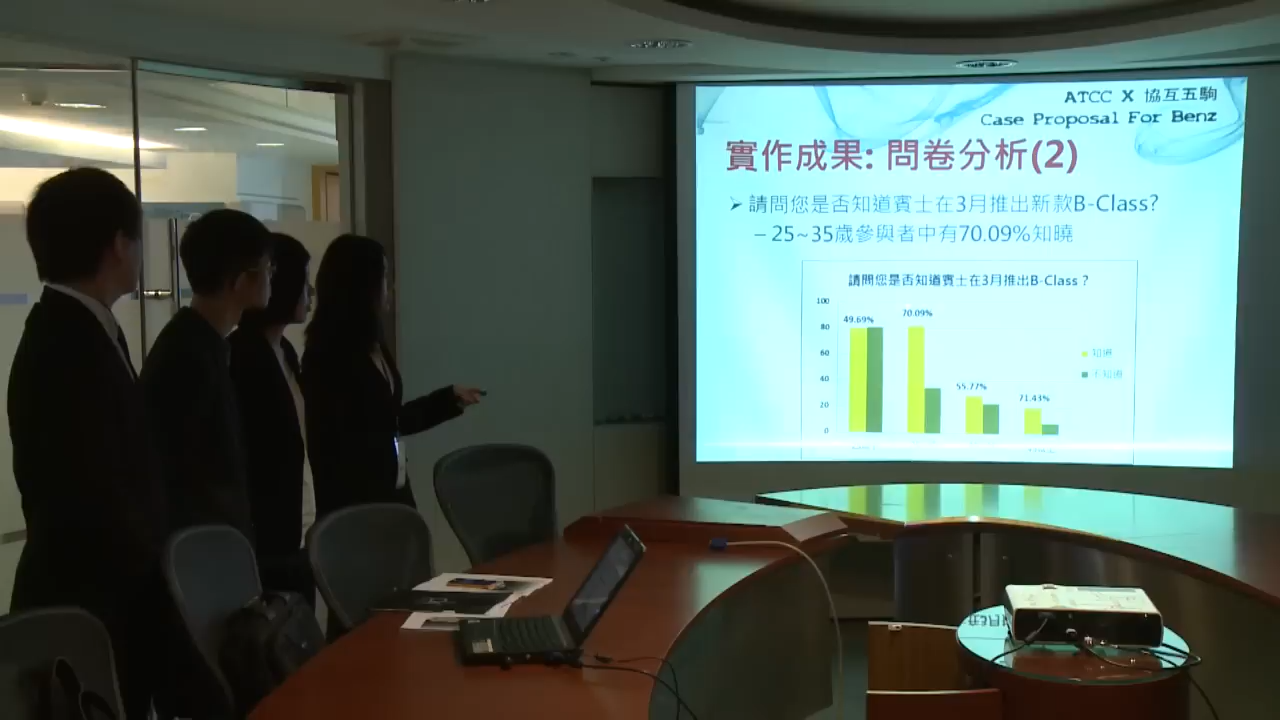 ATCC X 協互五駒
Case Proposal For Benz
實作成果: 問卷分析(2)
➤ 請問您是否知道賓士在3月推出新款B-Class?
– 25~35歲參與者中有70.09%知曉
請問您是否知道賓士在3月推出B-Class ?
100
80
60
40
20
0
49.69%
70.09%
55.77%
71.43%
知道
不知道